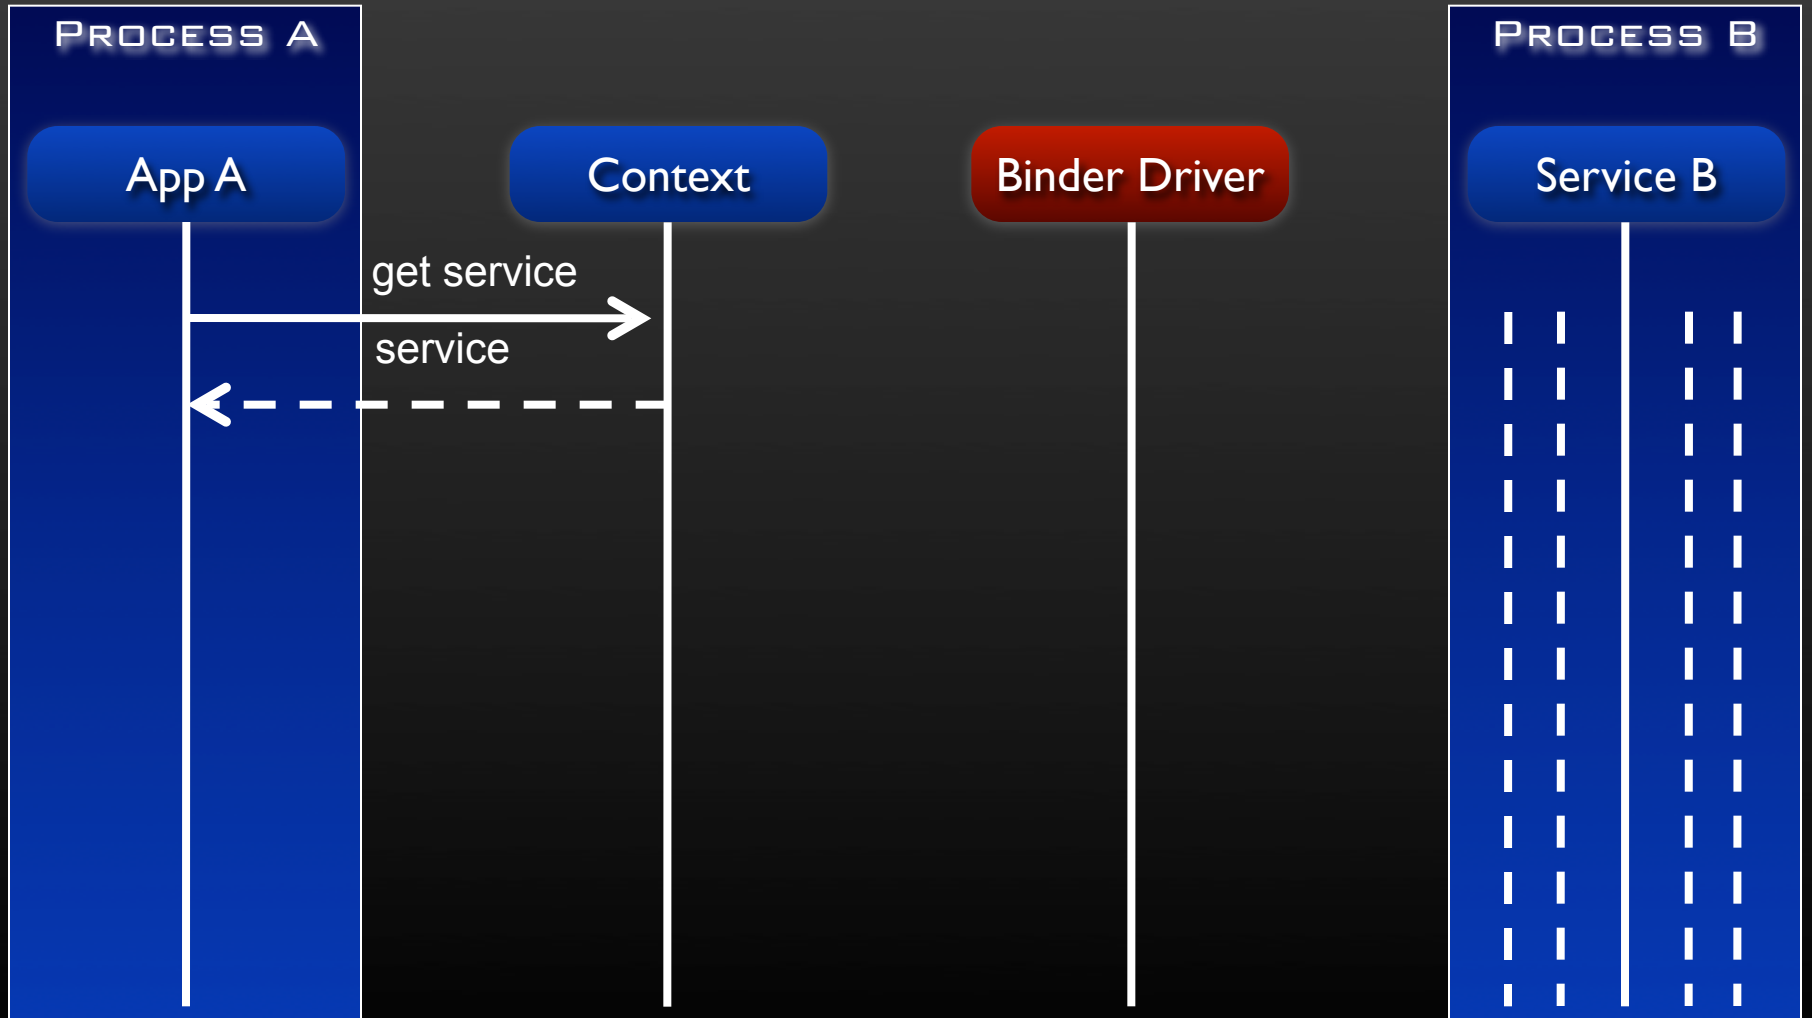 Process A
Process B
App A
Context
Binder Driver
Service B
get service
service